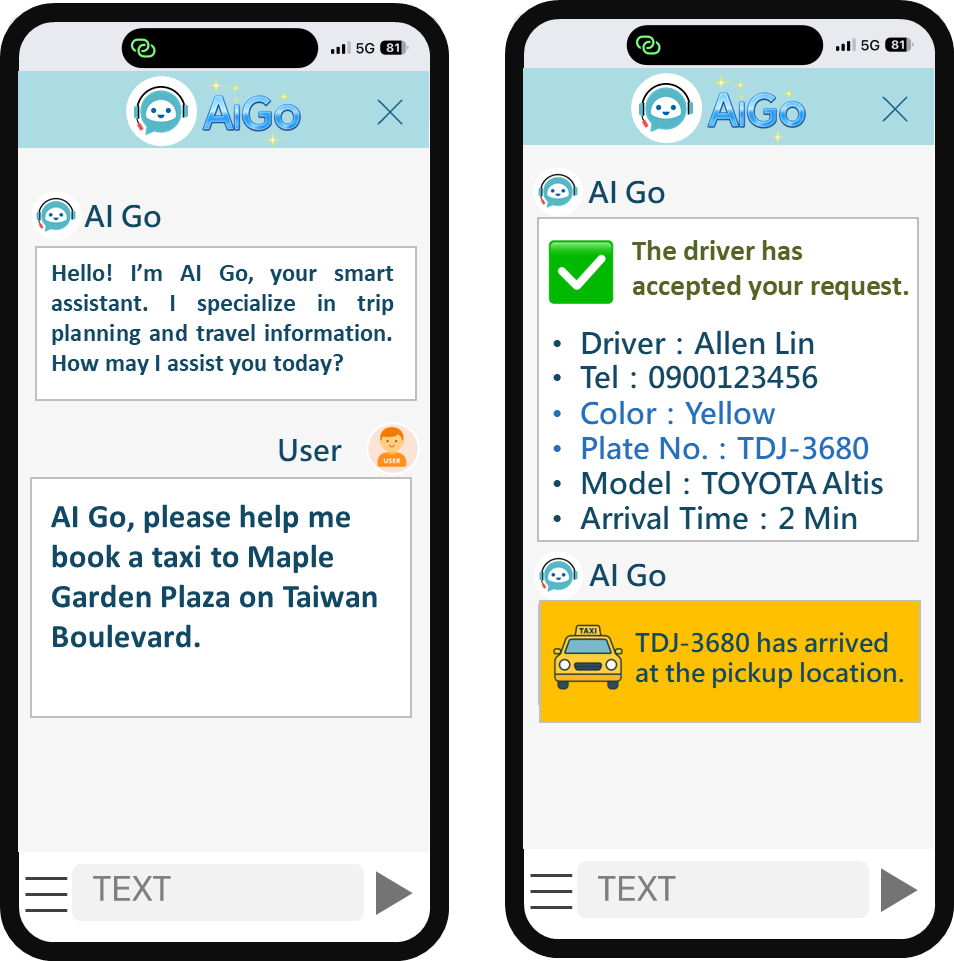 5G 81
AiGo
AI Go
Hello! I’m AI Go, your smart
assistant. I specialize in trip
planning and travel information.
How may I assist you today?
User
USER
AI Go, please help me
book a taxi to Maple
Garden Plaza on Taiwan
Boulevard.
TEXT
5G 81
AiGo
AI Go
The driver has
accepted your request.
• Driver：Allen Lin
• Tel：0900123456
• Color：Yellow
• Plate No.：TDJ-3680
• Model：TOYOTA Altis
• Arrival Time：2 Min
AI Go
TAXI
TDJ-3680 has arrived
at the pickup location.
TEXT